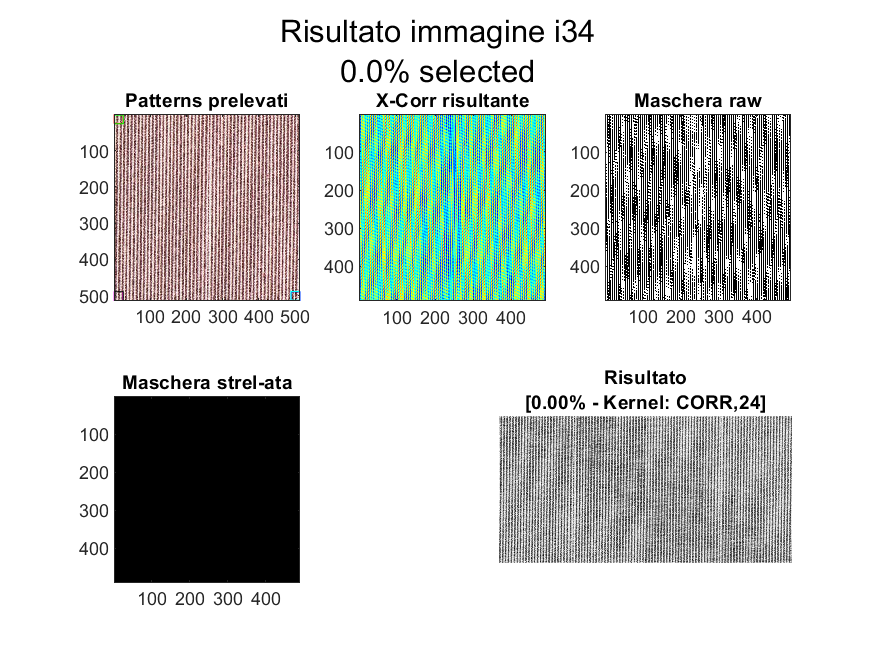 Risultato immagine i34
0.0% selected
Patterns prelevati
100
200
300
400
500
100 200 300 400 500
X-Corr risultante
100
200
300
400
100 200 300 400
Maschera raw
100
200
300
400
100 200 300 400
Maschera strel-ata
100
200
300
400
100 200 300 400
Risultato
[0.00% - Kernel: CORR,24]